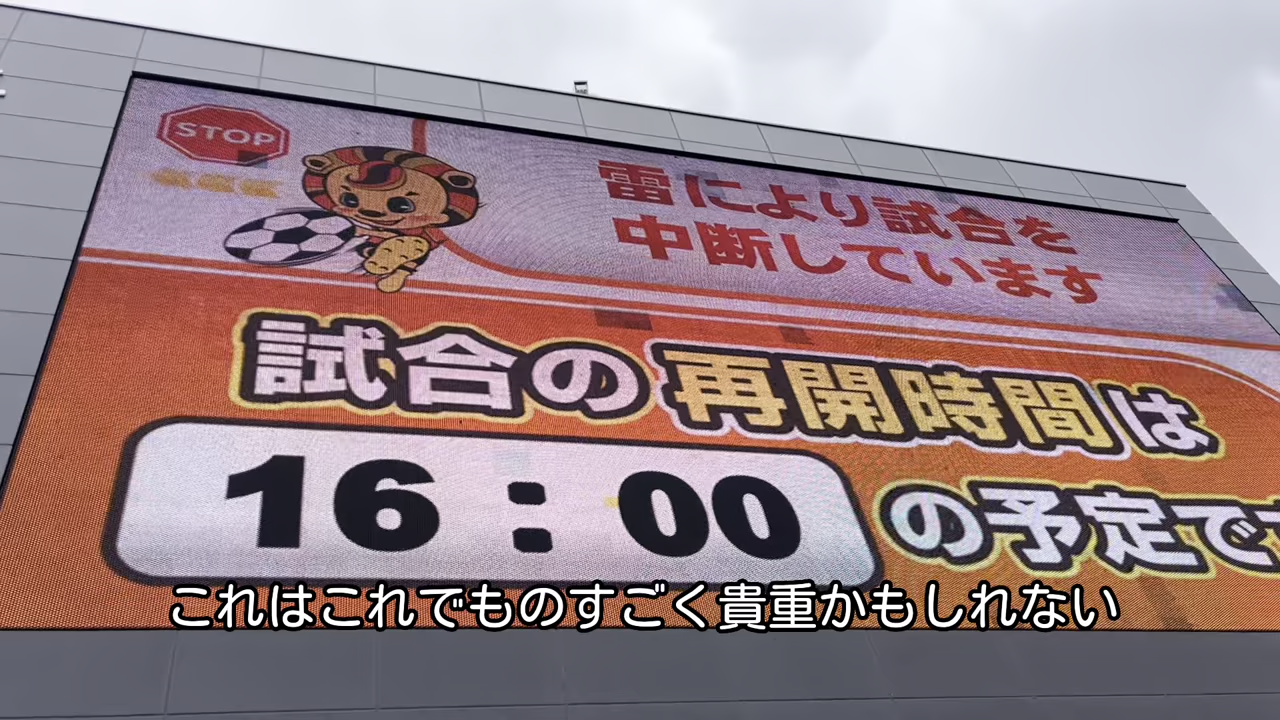 STOP
雷により試合を
中断しています
試合の再開時間は
16:00の予定で
これはこれでものすごく貴重かもしれない